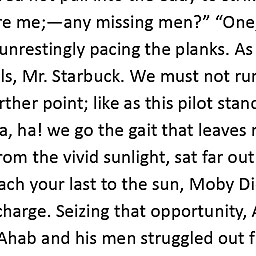 re me;—any missing men?” “One,
unrestingly pacing the planks. As
ls, Mr. Starbuck. We must not run
rther point; like as this pilot stand
a, ha! we go the gait that leaves n
rom the vivid sunlight, sat far out
ach your last to the sun, Moby Di
charge. Seizing that opportunity, A
Ahab and his men struggled out f